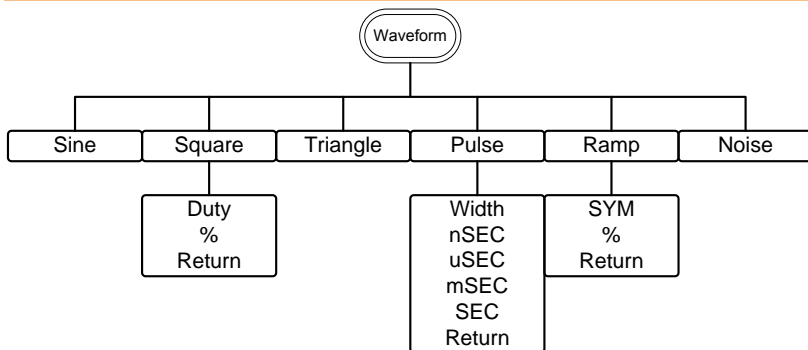 Waveform
Sine
Square
Triangle
Pulse
Ramp
Noise
Duty
%
Return
Width
nSEC
uSEC
mSEC
SEC
Return
SYM
%
Return